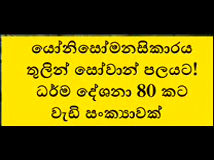 යෝනිසෝමනසිකාරය
තුලින් සෝවාන් පලයට!
ධර්ම දේශනා 80 කට
වැඩි සංක්‍යාවක්